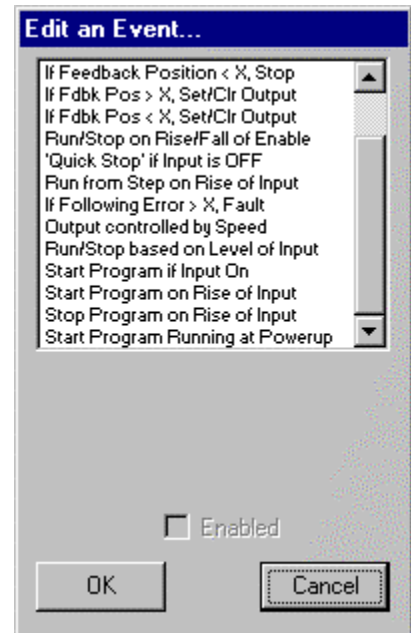 Edit an Event...
If Feedback Position < X, Stop
If Fdbk Pos > X, Set/Clr Output
If Fdbk Pos < X, Set/Clr Output
Run/Stop on Rise/Fall of Enable
'Quick Stop' if Input is OFF
Run from Step on Rise of Input
If Following Error > X, Fault
Output controlled by Speed
Run/Stop based on Level of Input
Start Program if Input On
Start Program on Rise of Input
Stop Program on Rise of Input
Start Program Running at Powerup
Enabled
OK
Cancel